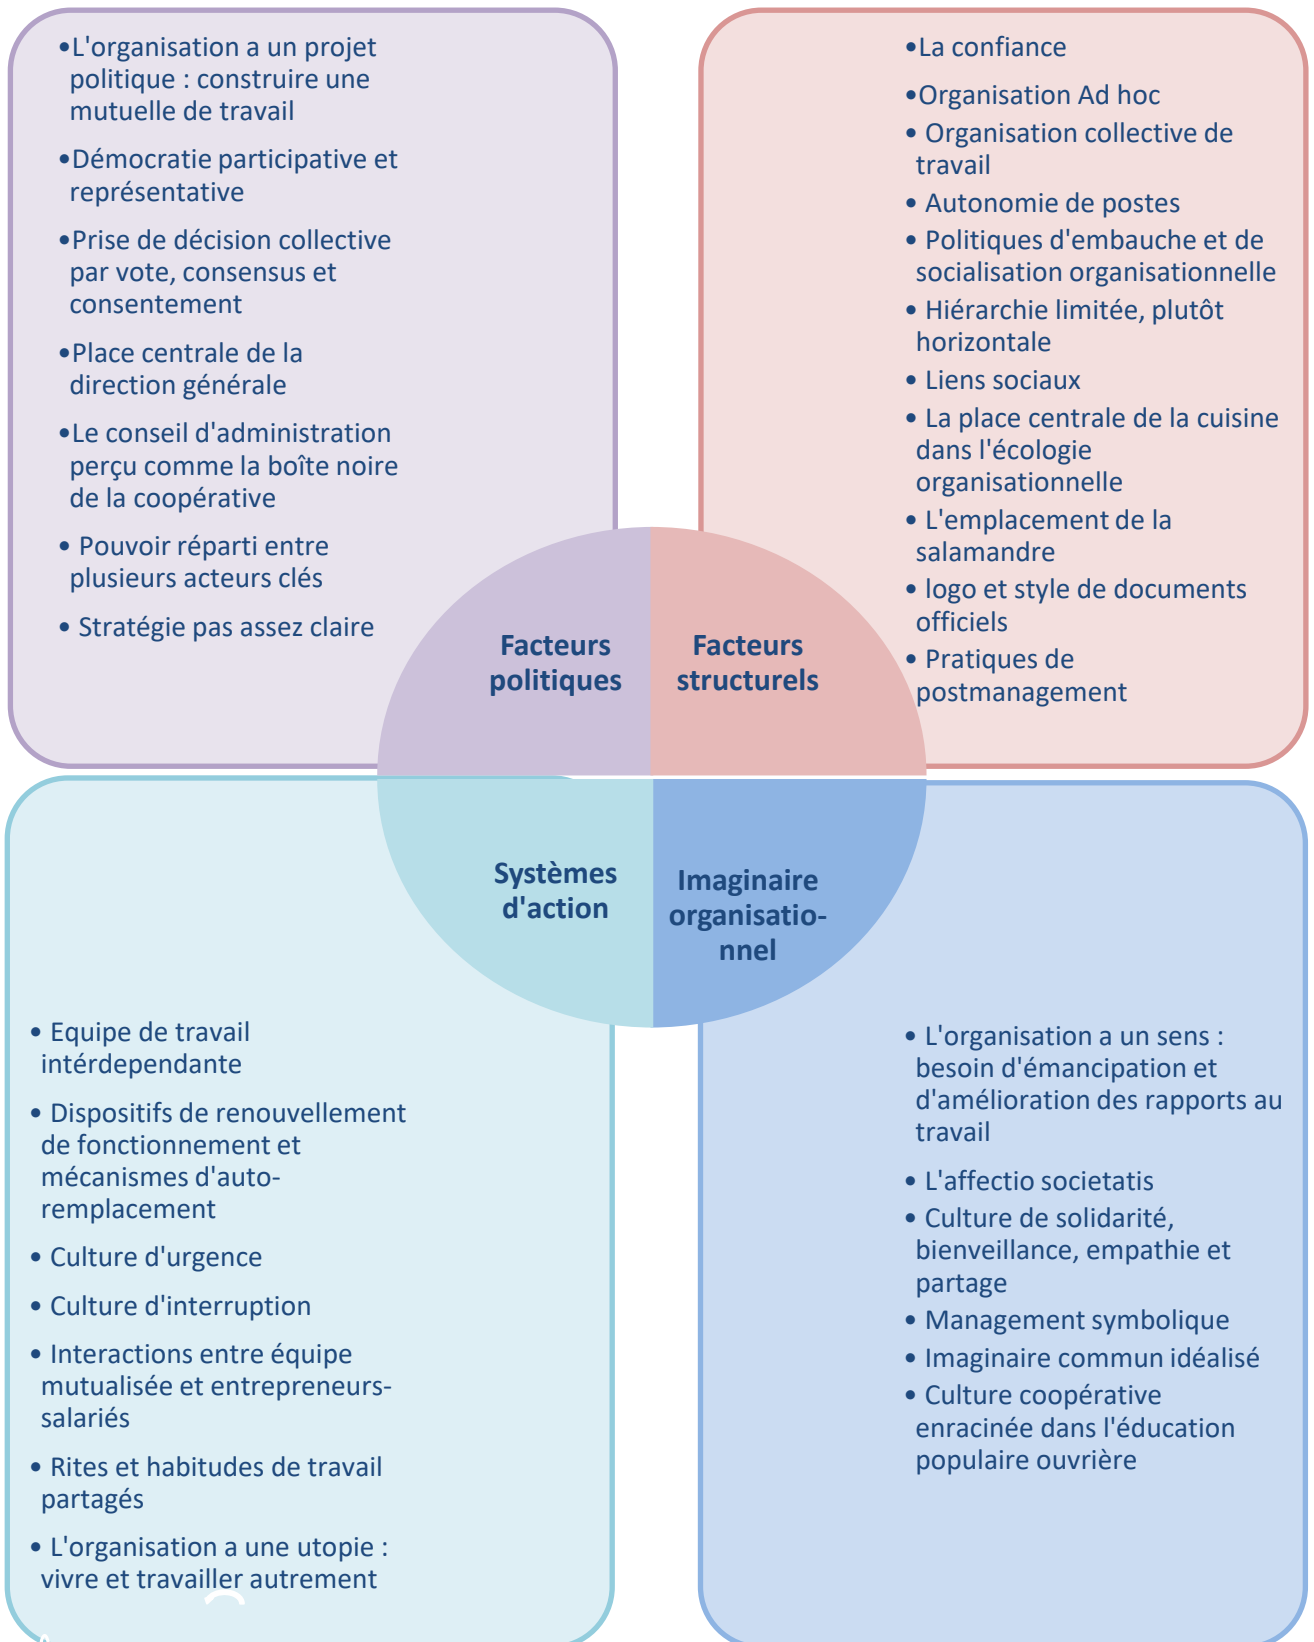 •L'organisation a un projet
politique : construire une
mutuelle de travail
•Démocratie participative et
représentative
•Prise de décision collective
par vote, consensus et
consentement
•Place centrale de la
direction générale
•Le conseil d'administration
perçu comme la boîte noire
de la coopérative
• Pouvoir réparti entre
plusieurs acteurs clés
• Stratégie pas assez claire
•La confiance
•Organisation Ad hoc
• Organisation collective de
travail
• Autonomie de postes
• Politiques d'embauche et de
socialisation organisationnelle
• Hiérarchie limitée, plutôt
horizontale
• Liens sociaux
• La place centrale de la cuisine
dans l'écologie
organisationnelle
• L'emplacement de la
salamandre
• logo et style de documents
officiels
• Pratiques de
postmanagement
Facteurs
politiques
Facteurs
structurels
Systèmes
d'action
Imaginaire
organisatio-
nnel
• Equipe de travail
intérdependante
• Dispositifs de renouvellement
de fonctionnement et
mécanismes d'auto-
remplacement
• Culture d'urgence
• Culture d'interruption
• Interactions entre équipe
mutualisée et entrepreneurs-
salariés
• Rites et habitudes de travail
partagés
• L'organisation a une utopie :
vivre et travailler autrement
• L'organisation a un sens :
besoin d'émancipation et
d'amélioration des rapports au
travail
• L'affectio societatis
• Culture de solidarité,
bienveillance, empathie et
partage
• Management symbolique
• Imaginaire commun idéalisé
• Culture coopérative
enracinée dans l'éducation
populaire ouvrière